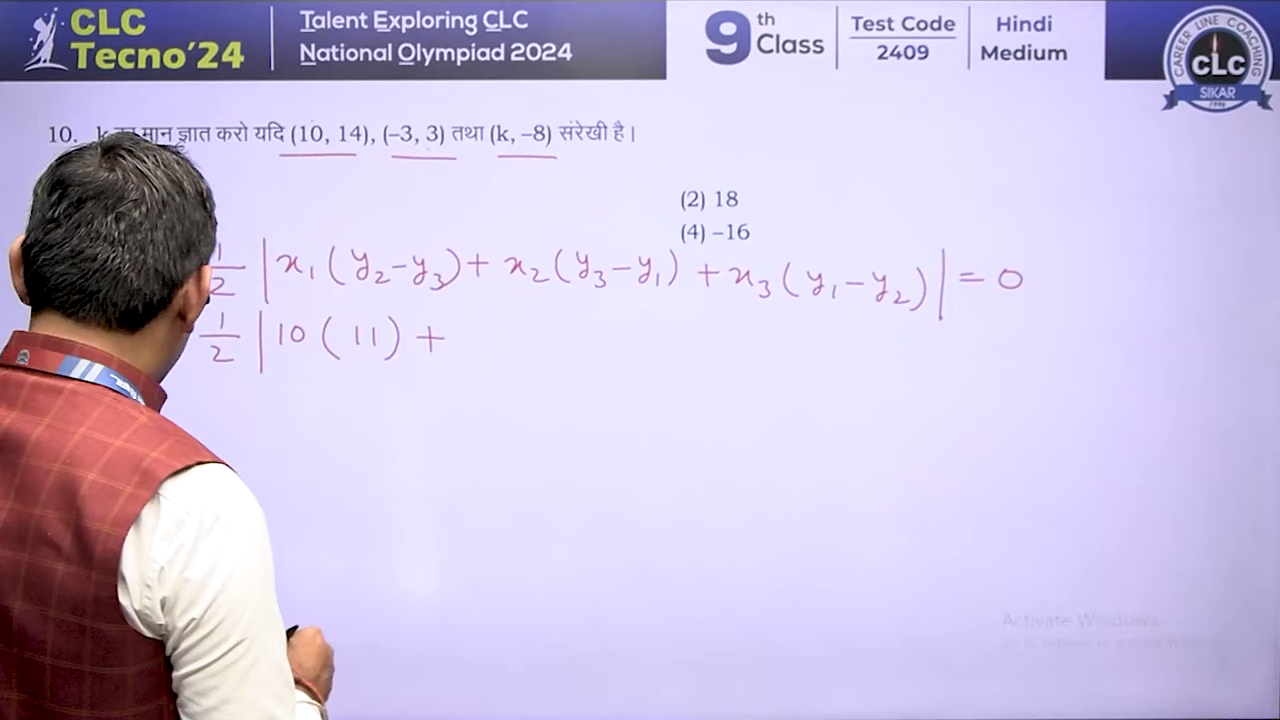 CLC
Tecno'24
Talent Exploring CLC
National Olympiad 2024
9th Class
Test Code
2409
Hindi
Medium
CAREER LINE COACHING
CLC
SIKAR
1996
10. मान ज्ञात करो यदि (10, 14), (–3, 3) तथा (k, –8) संरेखी है।
(2) 18
(4) –16
1/2 |x₁(y₂-y₃)+ x₂(y₃-y₁) + x₃(y₁-y₂)| = 0
1/2 |10(11) +
Activate Windows